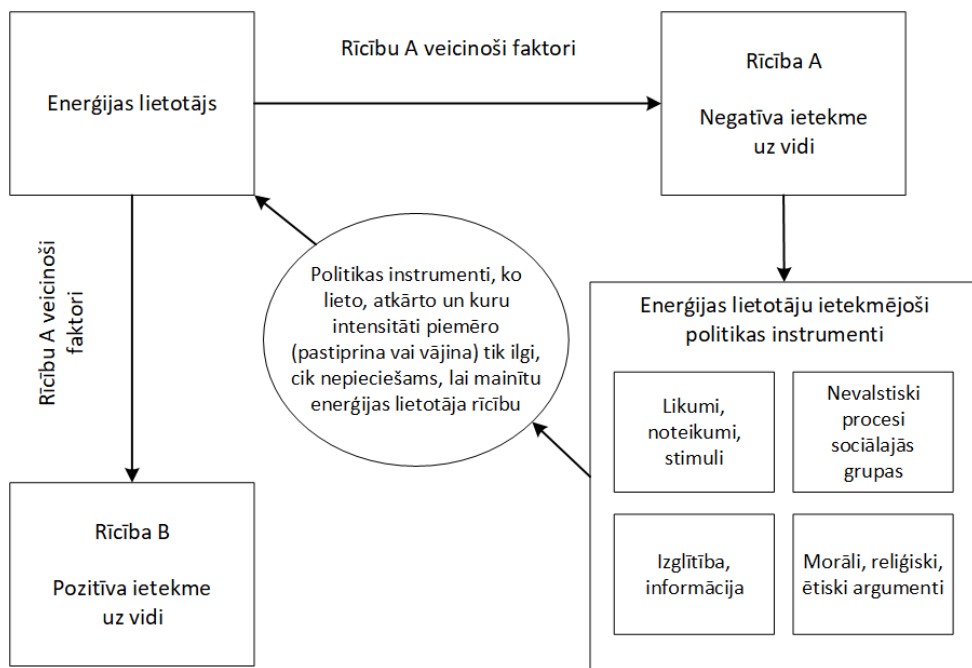 Enerģijas lietotājs
Rīcību A veicinoši faktori
Rīcība A
Negatīva ietekme
uz vidi
Rīcību A veicinoši
faktori
Politikas instrumenti, ko
lieto, atkārto un kuru
intensitāti piemēro
(pastiprina vai vājina) tik ilgi,
cik nepieciešams, lai mainītu
enerģijas lietotāja rīcību
Enerģijas lietotāju ietekmējoši
politikas instrumenti
Likumi,
noteikumi,
stimuli
Nevalstiski
procesi
sociālajās
grupas
Izglītība,
informācija
Morāli, reliģiski,
ētiski argumenti
Rīcība B
Pozitīva ietekme
uz vidi